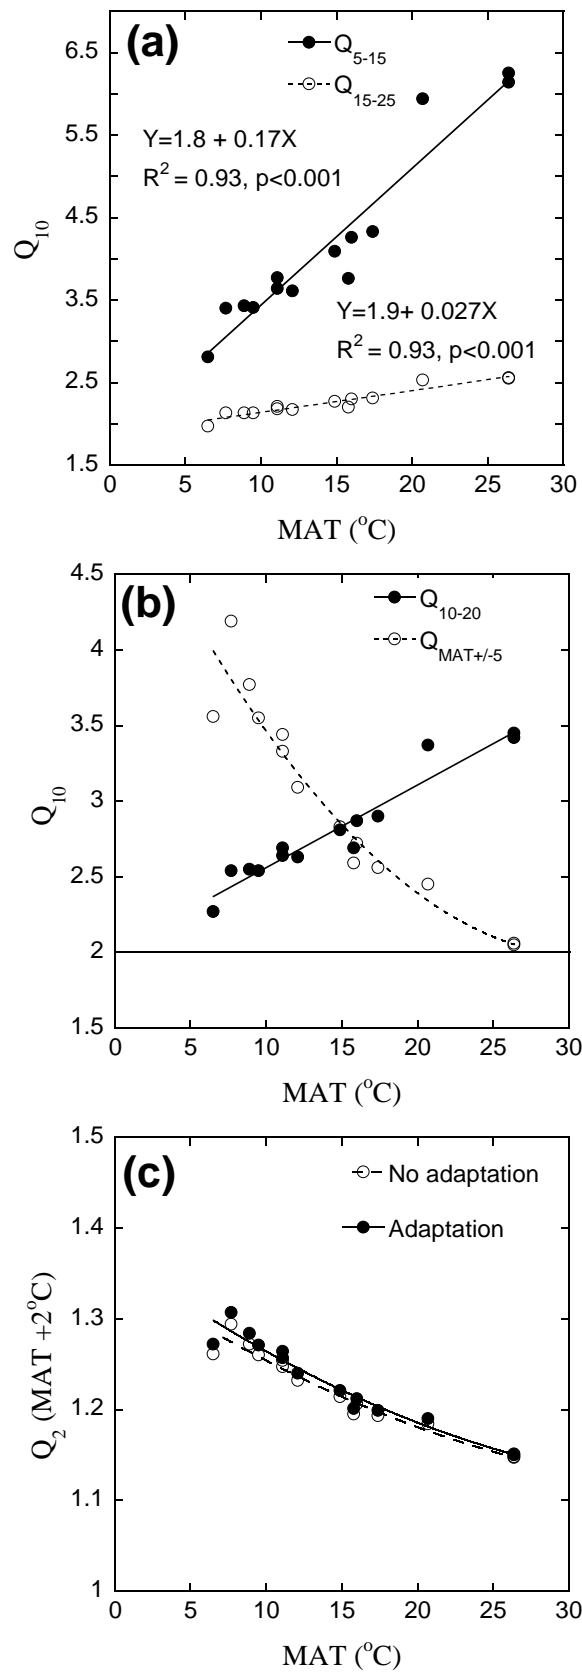 (a)
Q5-15
Q15-25
Y=1.8 + 0.17X
R2 = 0.93, p<0.001
Y=1.9+ 0.027X
R2 = 0.93, p<0.001
Q10
6.5
5.5
4.5
3.5
2.5
1.5
0 5 10 15 20 25 30
MAT (oC)
(b)
Q10-20
QMAT+/-5
Q10
4.5
4
3.5
3
2.5
2
1.5
0 5 10 15 20 25 30
MAT (oC)
(c)
No adaptation
Adaptation
Q2 (MAT +2oC)
1.5
1.4
1.3
1.2
1.1
1
0 5 10 15 20 25 30
MAT (oC)